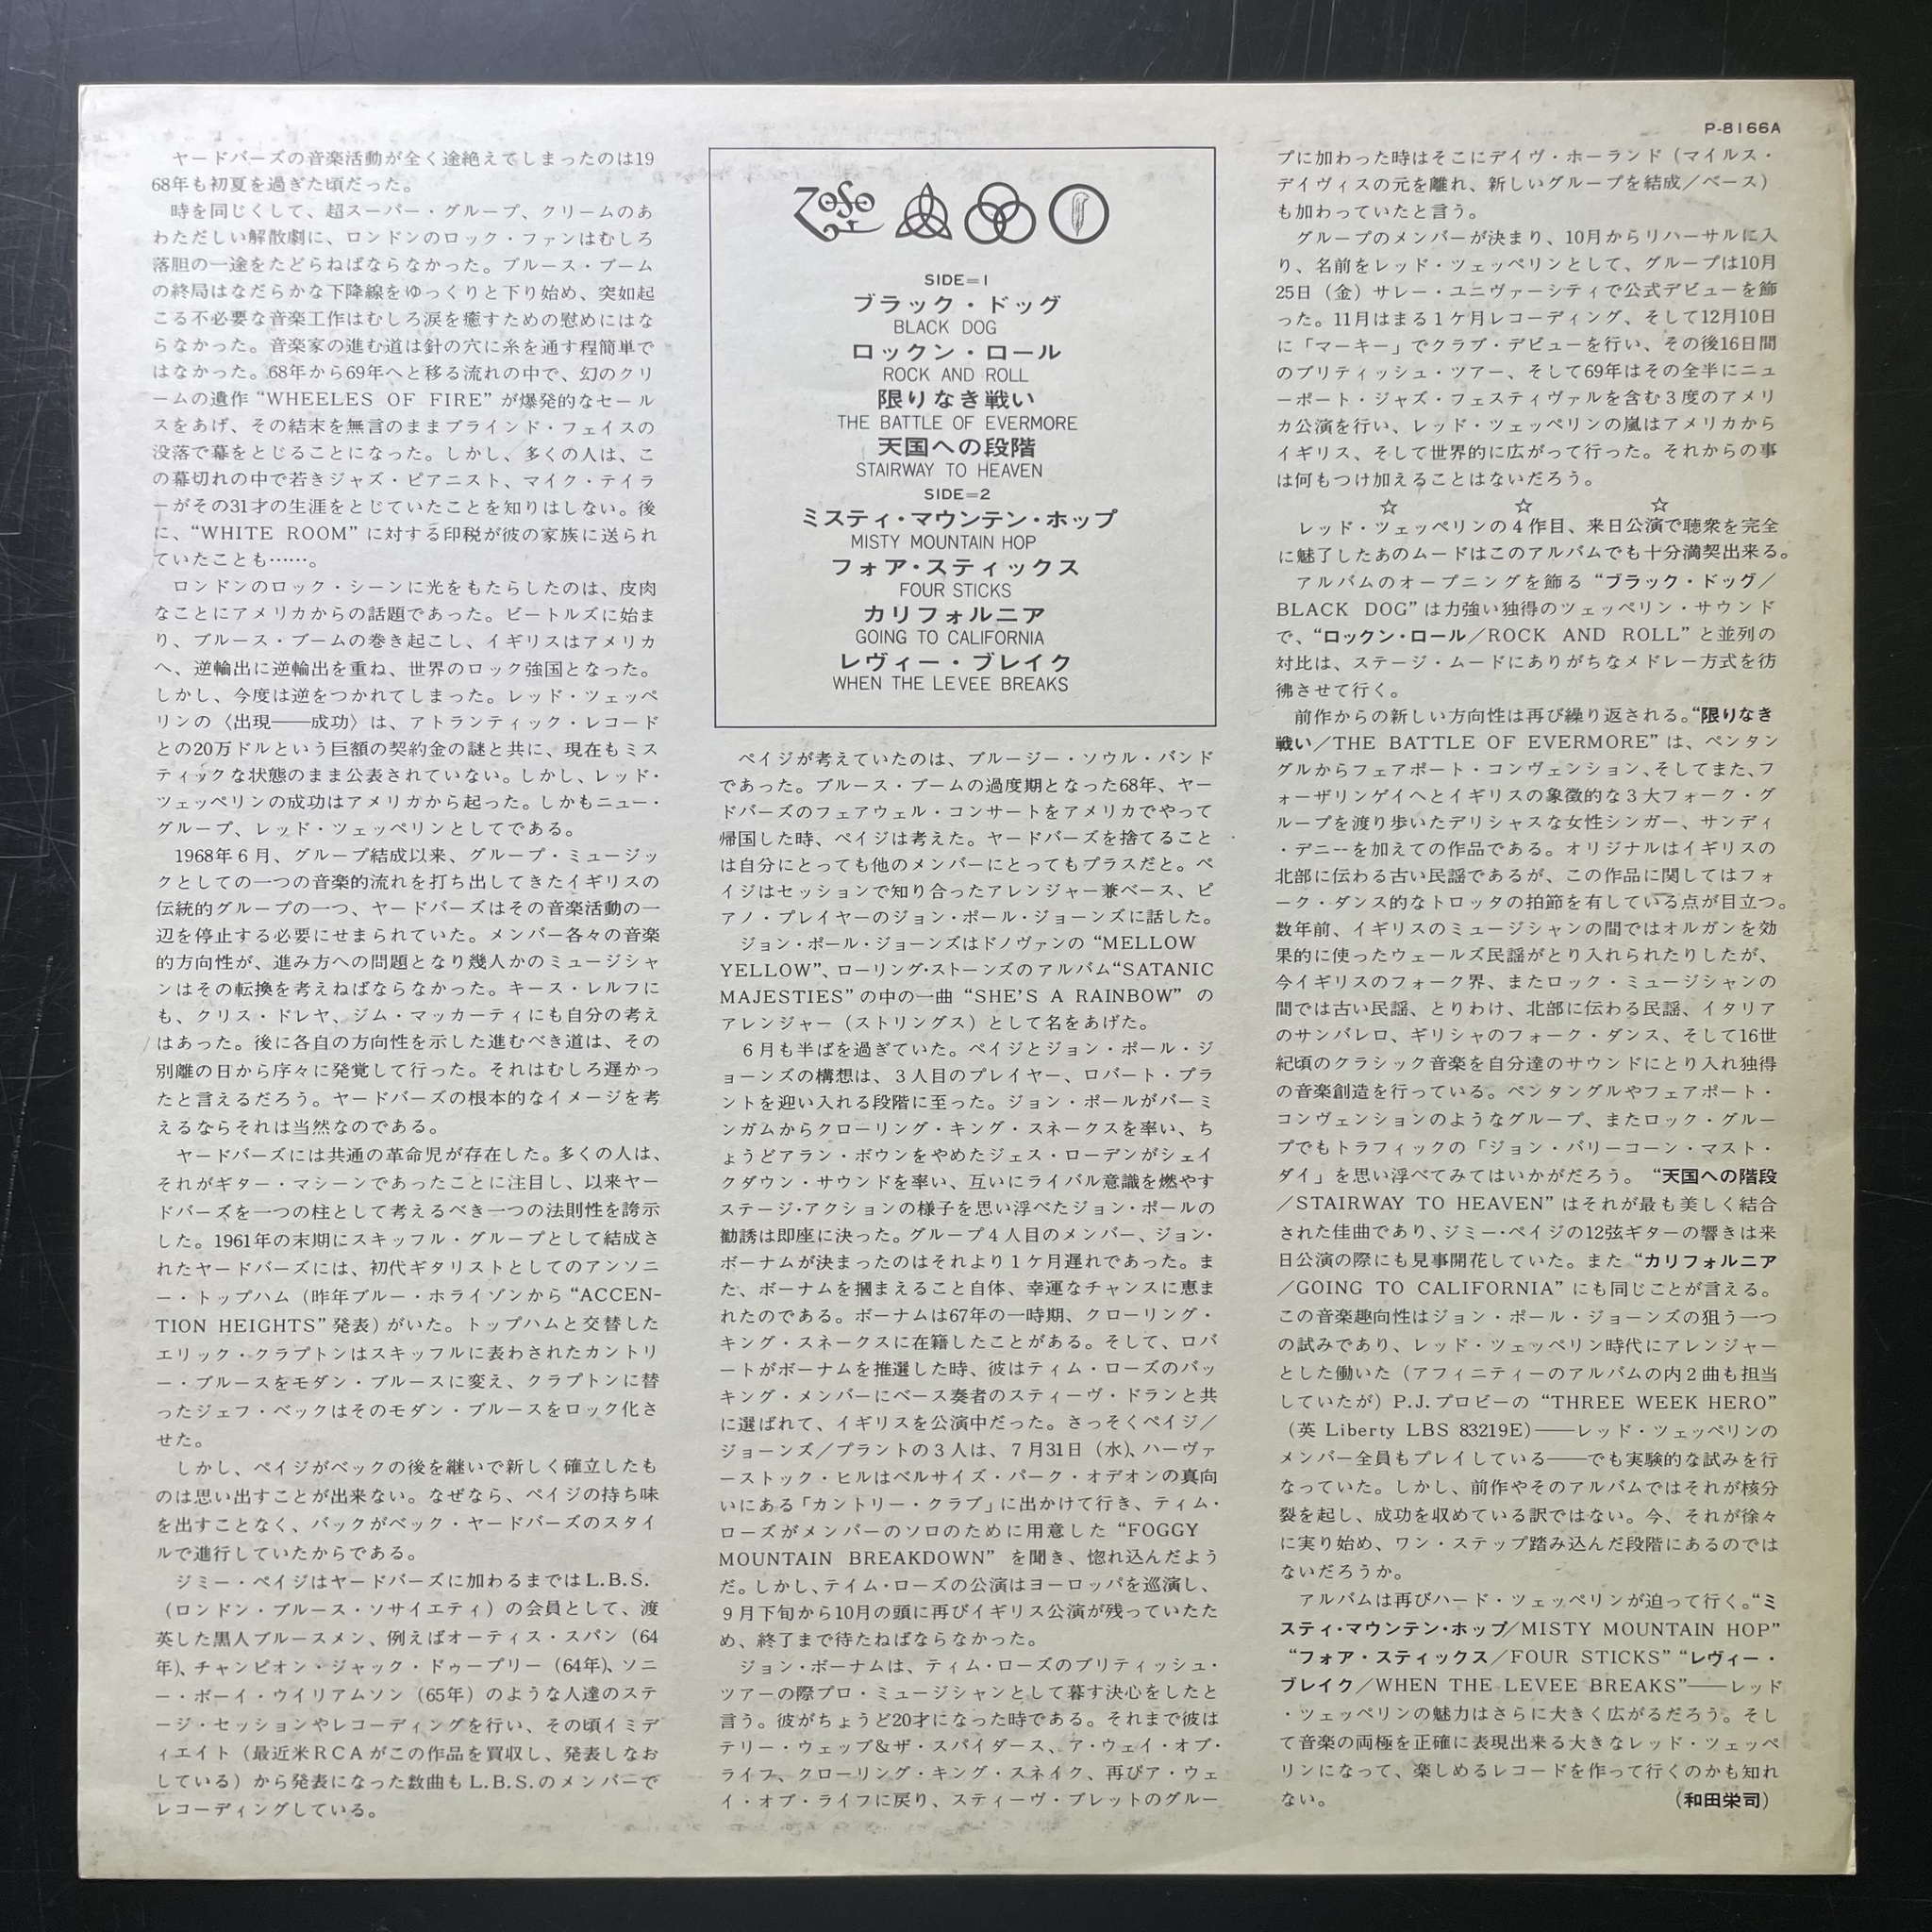 P-8166A
ヤードバーズの音楽活動が全く途絶えてしまったのは19
68年も初夏を過ぎた頃だった。
時を同じくして、超スーパー・グループ、クリームのあ
わただしい解散劇に、ロンドンのロック・ファンはむしろ
落胆の一途をたどらねばならなかった。ブルース・ブーム
の終局はなだらかな下降線をゆっくりと下り始め、突如起
こる不必要な音楽工作はむしろ涙を癒すための慰めにはな
らなかった。音楽家の進む道は針の穴に糸を通す程簡単で
はなかった。68年から69年へと移る流れの中で、幻のクリ
ームの遺作“WHEELES OF FIRE”が爆発的なセール
スをあげ、その結末を無言のままブラインド・フェイスの
没落で幕をとじることになった。しかし、多くの人は、こ
の幕切れの中で若きジャズ・ピアニスト、マイク・テイラ
ーがその31才の生涯をとじていたことを知りはしない。後
に、“WHITE ROOM”に対する印税が彼の家族に送られ
ていたことも……。
ロンドンのロック・シーンに光をもたらしたのは、皮肉
なことにアメリカからの話題であった。ビートルズに始ま
り、ブルース・ブームの巻き起こし、イギリスはアメリカ
へ、逆輸出に逆輸出を重ね、世界のロック強国となった。
しかし、今度は逆をつかれてしまった。レッド・ツェッペ
リンの〈出現――成功〉は、アトランティック・レコード
との20万ドルという巨額の契約金の謎と共に、現在もミス
ティックな状態のまま公表されていない。しかし、レッド・
ツェッペリンの成功はアメリカから起った。しかもニュー・
グループ、レッド・ツェッペリンとしてである。
1968年6月、グループ結成以来、グループ・ミュージッ
クとしての一つの音楽的流れを打ち出してきたイギリスの
伝統的グループの一つ、ヤードバーズはその音楽活動の一
辺を停止する必要にせまられていた。メンバー各々の音楽
的方向性が、進み方への問題となり幾人かのミュージシャ
ンはその転換を考えねばならなかった。キース・レルフに
も、クリス・ドレヤ、ジム・マッカーティにも自分の考え
はあった。後に各自の方向性を示した進むべき道は、その
別離の日から序々に発覚して行った。それはむしろ遅かっ
たと言えるだろう。ヤードバーズの根本的なイメージを考
えるならそれは当然なのである。
ヤードバーズには共通の革命児が存在した。多くの人は、
それがギター・マシーンであったことに注目し、以来ヤー
ドバーズを一つの柱として考えるべき一つの法則性を誇示
した。1961年の末期にスキッフル・グループとして結成さ
れたヤードバーズには、初代ギタリストとしてのアンソニ
ー・トップハム（昨年ブルー・ホライゾンから“ACCEN-
TION HEIGHTS”発表）がいた。トップハムと交替した
エリック・クラプトンはスキッフルに表わされたカントリ
ー・ブルースをモダン・ブルースに変え、クラプトンに替
ったジェフ・ベックはそのモダン・ブルースをロック化さ
せた。
しかし、ペイジがベックの後を継いで新しく確立したも
のは思い出すことが出来ない。なぜなら、ペイジの持ち味
を出すことなく、バックがベック・ヤードバーズのスタイ
ルで進行していたからである。
ジミー・ペイジはヤードバーズに加わるまではL.B.S.
（ロンドン・ブルース・ソサイエティ）の会員として、渡
英した黒人ブルースメン、例えばオーティス・スパン（64
年）、チャンピオン・ジャック・ドゥープリー（64年）、ソニ
ー・ボーイ・ウイリアムソン（65年）のような人達のステ
ージ・セッションやレコーディングを行い、その頃イミデ
ィエイト（最近米RCAがこの作品を買収し、発表しなお
している）から発表になった数曲もL.B.S.のメンバーで
レコーディングしている。
SIDE=1
ブラック・ドッグ
BLACK DOG
ロックン・ロール
ROCK AND ROLL
限りなき戦い
THE BATTLE OF EVERMORE
天国への段階
STAIRWAY TO HEAVEN
SIDE=2
ミスティ・マウンテン・ホップ
MISTY MOUNTAIN HOP
フォア・スティックス
FOUR STICKS
カリフォルニア
GOING TO CALIFORNIA
レヴィー・ブレイク
WHEN THE LEVEE BREAKS
ペイジが考えていたのは、ブルージー・ソウル・バンド
であった。ブルース・ブームの過度期となった68年、ヤー
ドバーズのフェアウェル・コンサートをアメリカでやって
帰国した時、ペイジは考えた。ヤードバーズを捨てること
は自分にとっても他のメンバーにとってもプラスだと。ペ
イジはセッションで知り合ったアレンジャー兼ベース、ピ
アノ・プレイヤーのジョン・ポール・ジョーンズに話した。
ジョン・ポール・ジョーンズはドノヴァンの“MELLOW
YELLOW”、ローリング・ストーンズのアルバム“SATANIC
MAJESTIES”の中の一曲“SHE'S A RAINBOW”の
アレンジャー（ストリングス）として名をあげた。
6月も半ばを過ぎていた。ペイジとジョン・ポール・ジ
ョーンズの構想は、3人目のプレイヤー、ロバート・プラ
ントを迎い入れる段階に至った。ジョン・ポールがバーミ
ンガムからクローリング・キング・スネークスを率い、ち
ょうどアラン・ボウンをやめたジェス・ローデンがシェイ
クダウン・サウンドを率い、互いにライバル意識を燃やす
ステージ・アクションの様子を思い浮べたジョン・ポールの
勧誘は即座に決った。グループ4人目のメンバー、ジョン・
ボーナムが決まったのはそれより1ケ月遅れであった。ま
た、ボーナムを摑まえること自体、幸運なチャンスに恵ま
れたのである。ボーナムは67年の一時期、クローリング・
キング・スネークスに在籍したことがある。そして、ロバ
ートがボーナムを推選した時、彼はティム・ローズのバッ
キング・メンバーにベース奏者のスティーヴ・ドランと共
に選ばれて、イギリスを公演中だった。さっそくペイジ／
ジョーンズ／プラントの3人は、7月31日（水）、ハーヴァ
ーストック・ヒルはベルサイズ・パーク・オデオンの真向
いにある「カントリー・クラブ」に出かけて行き、ティム・
ローズがメンバーのソロのために用意した“FOGGY
MOUNTAIN BREAKDOWN”を聞き、惚れ込んだよう
だ。しかし、テイム・ローズの公演はヨーロッパを巡演し、
9月下旬から10月の頭に再びイギリス公演が残っていたた
め、終了まで待たねばならなかった。
ジョン・ボーナムは、ティム・ローズのブリティッシュ・
ツアーの際プロ・ミュージシャンとして暮す決心をしたと
言う。彼がちょうど20才になった時である。それまで彼は
テリー・ウェッブ&ザ・スパイダース、ア・ウェイ・オブ・
ライフ、クローリング・キング・スネイク、再びア・ウェ
イ・オブ・ライフに戻り、スティーヴ・ブレットのグルー
プに加わった時はそこにデイヴ・ホーランド（マイルス・
デイヴィスの元を離れ、新しいグループを結成／ベース）
も加わっていたと言う。
グループのメンバーが決まり、10月からリハーサルに入
り、名前をレッド・ツェッペリンとして、グループは10月
25日（金）サレー・ユニヴァーシティで公式デビューを飾
った。11月はまる1ケ月レコーディング、そして12月10日
に「マーキー」でクラブ・デビューを行い、その後16日間
のブリティッシュ・ツアー、そして69年はその全半にニュ
ーポート・ジャズ・フェスティヴァルを含む3度のアメリ
カ公演を行い、レッド・ツェッペリンの嵐はアメリカから
イギリス、そして世界的に広がって行った。それからの事
は何もつけ加えることはないだろう。
☆ ☆ ☆
レッド・ツェッペリンの4作目、来日公演で聴衆を完全
に魅了したあのムードはこのアルバムでも十分満契出来る。
アルバムのオープニングを飾る“ブラック・ドッグ／
BLACK DOG”は力強い独得のツェッペリン・サウンド
で、“ロックン・ロール／ROCK AND ROLL”と並列の
対比は、ステージ・ムードにありがちなメドレー方式を彷
彿させて行く。
前作からの新しい方向性は再び繰り返される。“限りなき
戦い／THE BATTLE OF EVERMORE”は、ペンタン
グルからフェアポート・コンヴェンション、そしてまた、フ
ォーザリンゲイへとイギリスの象徴的な3大フォーク・グ
ループを渡り歩いたデリシャスな女性シンガー、サンディ
・デニーを加えての作品である。オリジナルはイギリスの
北部に伝わる古い民謡であるが、この作品に関してはフォ
ーク・ダンス的なトロッタの拍節を有している点が目立つ。
数年前、イギリスのミュージシャンの間ではオルガンを効
果的に使ったウェールズ民謡がとり入れられたりしたが、
今イギリスのフォーク界、またロック・ミュージシャンの
間では古い民謡、とりわけ、北部に伝わる民謡、イタリア
のサンバレロ、ギリシャのフォーク・ダンス、そして16世
紀頃のクラシック音楽を自分達のサウンドにとり入れ独得
の音楽創造を行っている。ペンタングルやフェアポート・
コンヴェンションのようなグループ、またロック・グルー
プでもトラフィックの「ジョン・バリーコーン・マスト・
ダイ」を思い浮べてみてはいかがだろう。“天国への階段
／STAIRWAY TO HEAVEN”はそれが最も美しく結合
された佳曲であり、ジミー・ペイジの12弦ギターの響きは来
日公演の際にも見事開花していた。また“カリフォルニア
／GOING TO CALIFORNIA”にも同じことが言える。
この音楽趣向性はジョン・ポール・ジョーンズの狙う一つ
の試みであり、レッド・ツェッペリン時代にアレンジャー
とした働いた（アフィニティーのアルバムの内2曲も担当
していたが）P.J.プロビーの“THREE WEEK HERO”
（英 Liberty LBS 83219E）――レッド・ツェッペリンの
メンバー全員もプレイしている――でも実験的な試みを行
なっていた。しかし、前作やそのアルバムではそれが核分
裂を起し、成功を収めている訳ではない。今、それが徐々
に実り始め、ワン・ステップ踏み込んだ段階にあるのでは
ないだろうか。
アルバムは再びハード・ツェッペリンが迫って行く。“ミ
スティ・マウンテン・ホップ／MISTY MOUNTAIN HOP”
“フォア・スティックス／FOUR STICKS”“レヴィー・
ブレイク／WHEN THE LEVEE BREAKS”――レッド
・ツェッペリンの魅力はさらに大きく広がるだろう。そし
て音楽の両極を正確に表現出来る大きなレッド・ツェッペ
リンになって、楽しめるレコードを作って行くのかも知れ
ない。 （和田栄司）